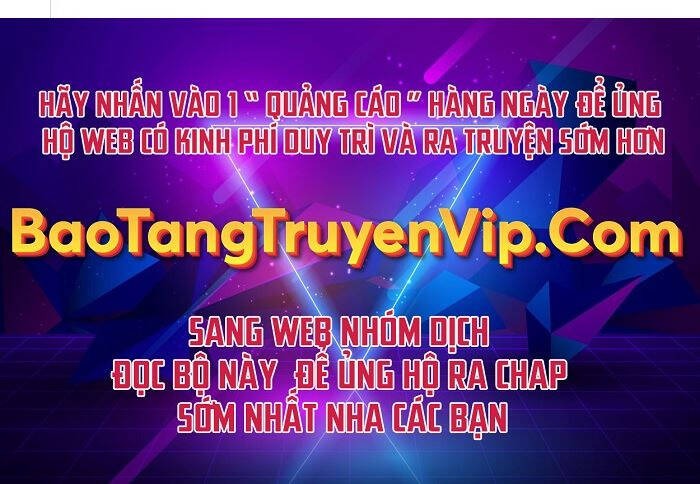 HÃY NHẤN VÀO 1 “ QUẢNG CÁO ” HÀNG NGÀY ĐỂ ỦNG
HỘ WEB CÓ KINH PHÍ DUY TRÌ VÀ RA TRUYỆN SỚM HƠN
BaoTangTruyenVip.Com
SANG WEB NHÓM DỊCH
ĐỌC BỘ NÀY ĐỂ ỦNG HỘ RA CHAP
SỚM NHẤT NHA CÁC BẠN